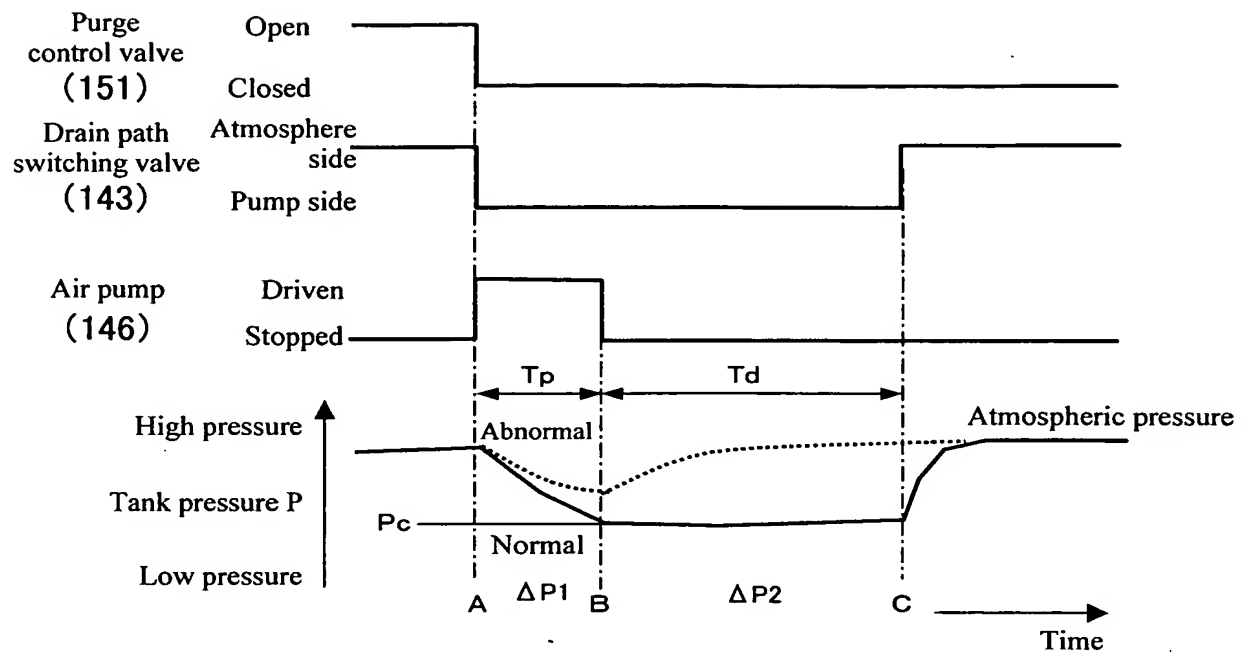 Purge
control valve
(151)
Open
Closed
Drain path
switching valve
(143)
Atmosphere
side
Pump side
Air pump
(146)
Driven
Stopped
Tp
Td
High pressure
Abnormal
Atmospheric pressure
Tank pressure P
Pc
Normal
Low pressure
A
ΔP1
B
ΔP2
C
Time